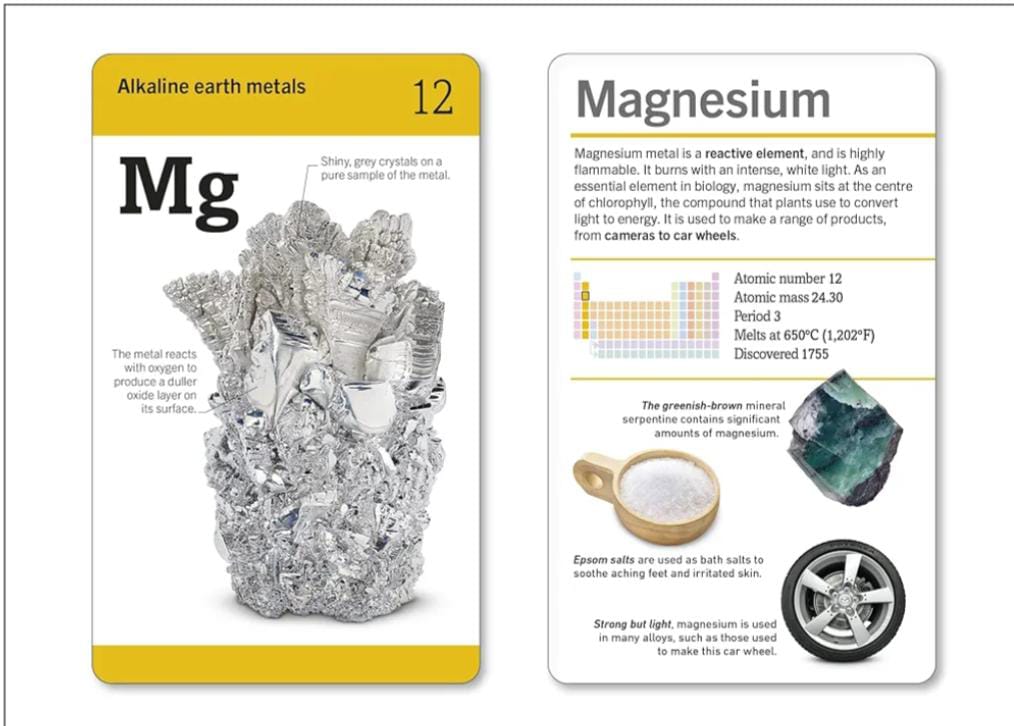 Alkaline earth metals
12
Mg
Shiny, grey crystals on a
pure sample of the metal.
The metal reacts
with oxygen to
produce a duller
oxide layer on
its surface.
Magnesium
Magnesium metal is a reactive element, and is highly
flammable. It burns with an intense, white light. As an
essential element in biology, magnesium sits at the centre
of chlorophyll, the compound that plants use to convert
light to energy. It is used to make a range of products,
from cameras to car wheels.
Atomic number 12
Atomic mass 24.30
Period 3
Melts at 650°C (1,202°F)
Discovered 1755
The greenish-brown mineral
serpentine contains significant
amounts of magnesium.
Epsom salts are used as bath salts to
soothe aching feet and irritated skin.
Strong but light, magnesium is used
in many alloys, such as those used
to make this car wheel.